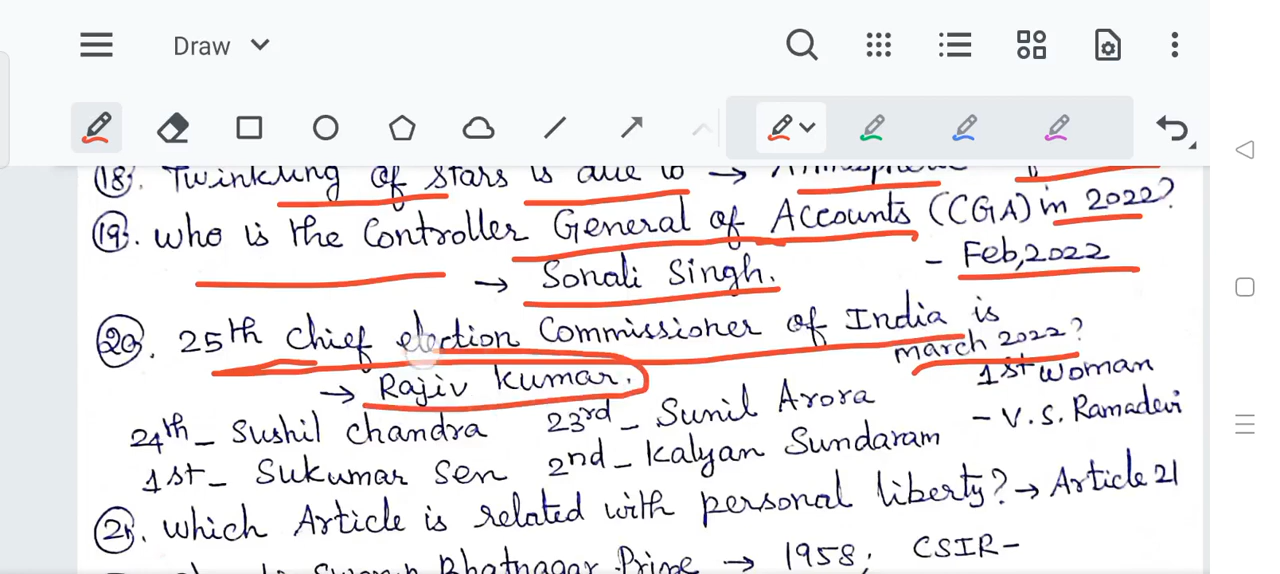 Draw
(18). Twinkling of stars is due to →
(19). Who is the Controller General of Accounts (CGA) in 2022?
→ Sonali Singh. - Feb, 2022
(20). 25th Chief election Commissioner of India is
march 2022?
→ Rajiv Kumar. 1st woman
24th - Sushil Chandra 23rd - Sunil Arora - V.S. Ramadevi
1st - Sukumar Sen 2nd - Kalyan Sundaram
(21). which Article is related with personal liberty? → Article 21
Bhatnagar Prize → 1958; CSIR-